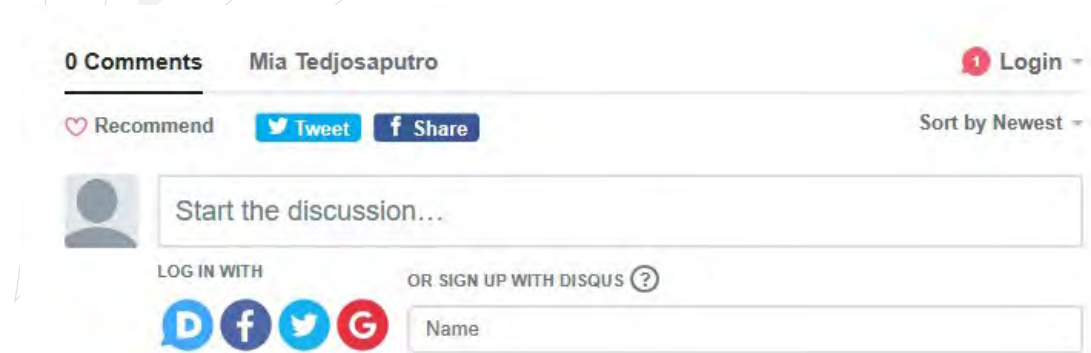 0 Comments Mia Tedjosaputro 1 Login
Recommend Tweet f Share Sort by Newest
Start the discussion...
LOG IN WITH
OR SIGN UP WITH DISQUS ?
D f G
Name